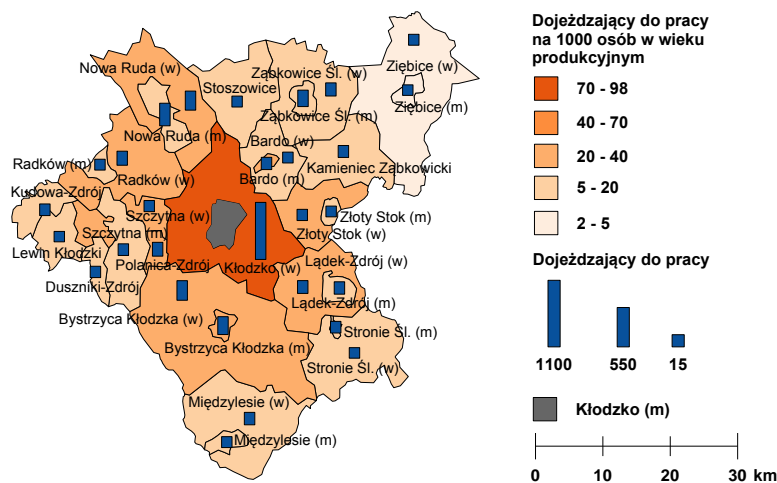 Nowa Ruda (w)
Stoszowice
Ząbkowice Śl. (w)
Ziębice (w)
Ziębice (m)
Ząbkowice Śl. (m)
Nowa Ruda (m)
Bardo (w)
Kamieniec Ząbkowicki
Radków (m)
Radków (w)
Bardo (m)
Kudowa-Zdrój
Szczytna (w)
Złoty Stok (m)
Szczytna (m)
Złoty Stok (w)
Lewin Kłodzki
Polanica-Zdrój
Kłodzko (w)
Lądek-Zdrój (w)
Duszniki-Zdrój
Lądek-Zdrój (m)
Bystrzyca Kłodzka (w)
Stronie Śl. (m)
Bystrzyca Kłodzka (m)
Stronie Śl. (w)
Międzylesie (w)
Międzylesie (m)
Dojeżdzający do pracy
na 1000 osób w wieku
produkcyjnym
70 - 98
40 - 70
20 - 40
5 - 20
2 - 5
Dojeżdzający do pracy
1100 550 15
Kłodzko (m)
0 10 20 30 km